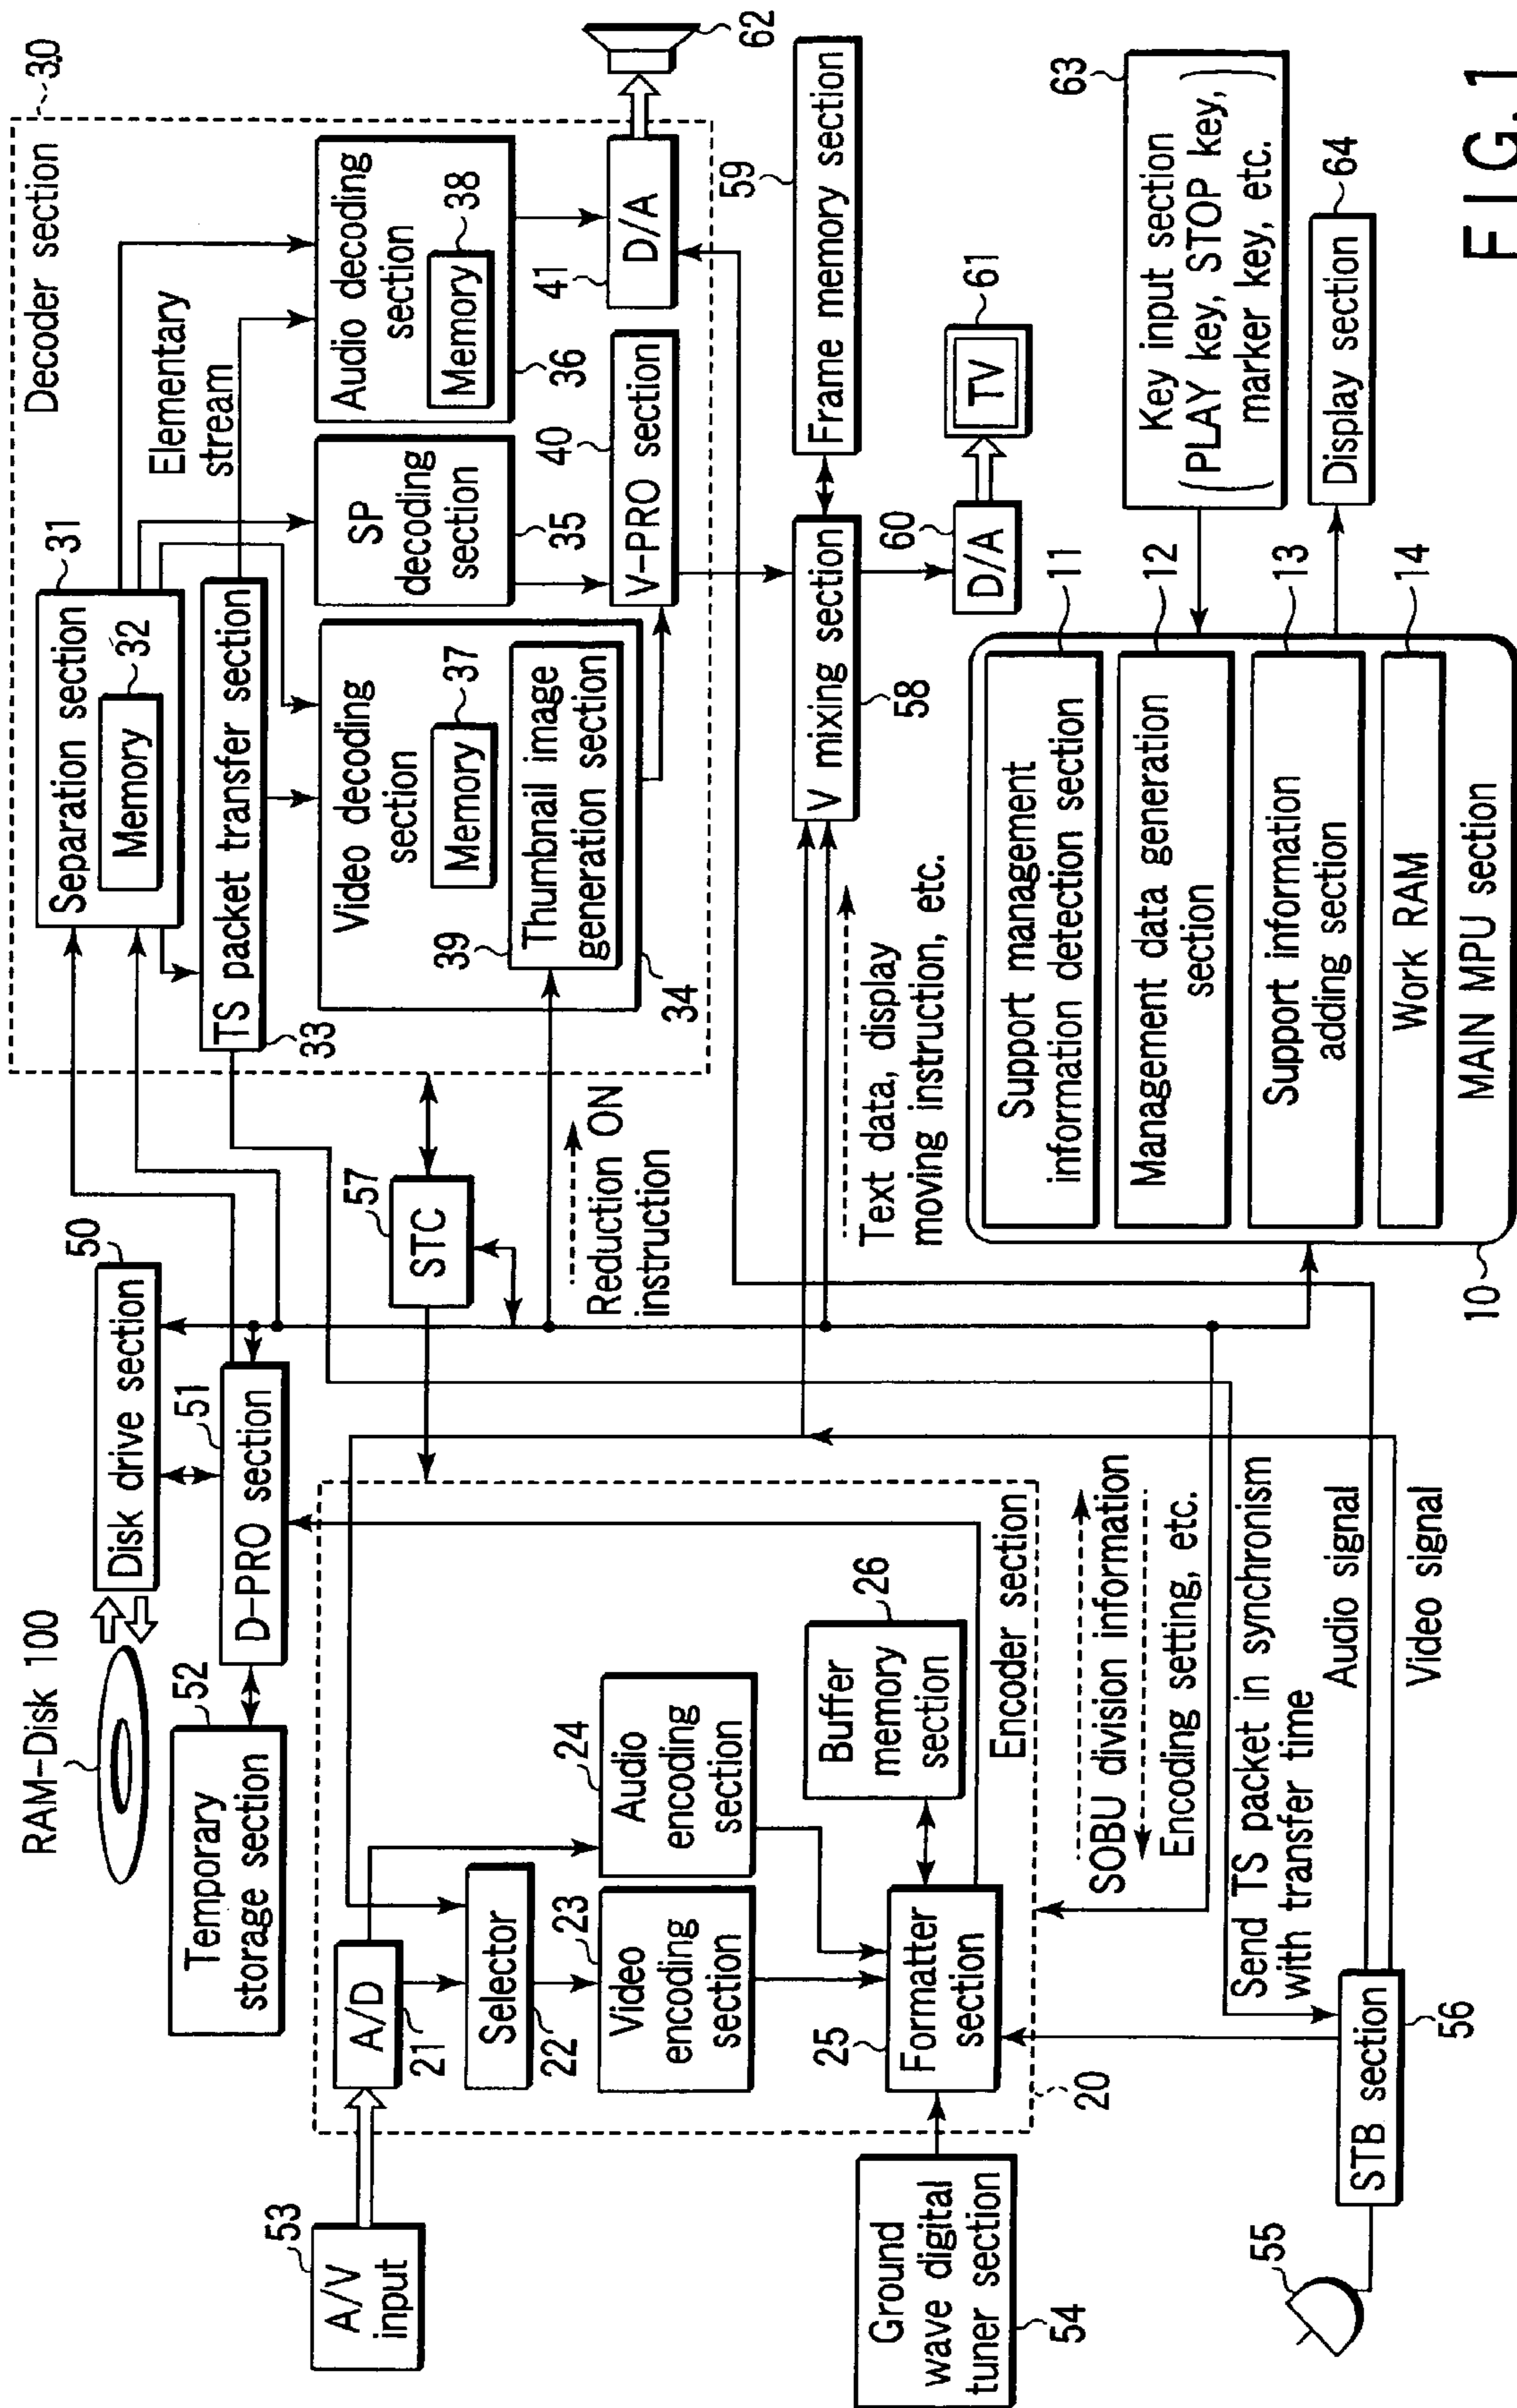 RAM-Disk 100
Temporary
storage section
52
Disk drive section
50
D-PRO section
51
A/V
input
53
A/D
21
Selector
22
Video
encoding
section
23
Audio
encoding
section
24
Formatter
section
25
Buffer
memory
section
26
Encoder section
20
Ground
wave digital
tuner section
54
55
STB section
56
STC
57
Reduction ON
instruction
SOBU division information
Encoding setting, etc.
Send TS packet in synchronism
with transfer time
Audio signal
Video signal
Decoder section
30
Separation section
31
Memory
32
TS packet transfer section
33
Elementary
stream
Video decoding
section
34
Memory
37
Thumbnail image
generation section
39
SP
decoding
section
35
Audio decoding
section
36
Memory
38
V-PRO section
40
D/A
41
62
V mixing section
58
Frame memory section
59
D/A
60
TV
61
Text data, display
moving instruction, etc.
Support management
information detection section
11
Management data generation
section
12
Support information
adding section
13
Work RAM
14
MAIN MPU section
10
Key input section
(PLAY key, STOP key,
marker key, etc.)
63
Display section
64
FIG.1